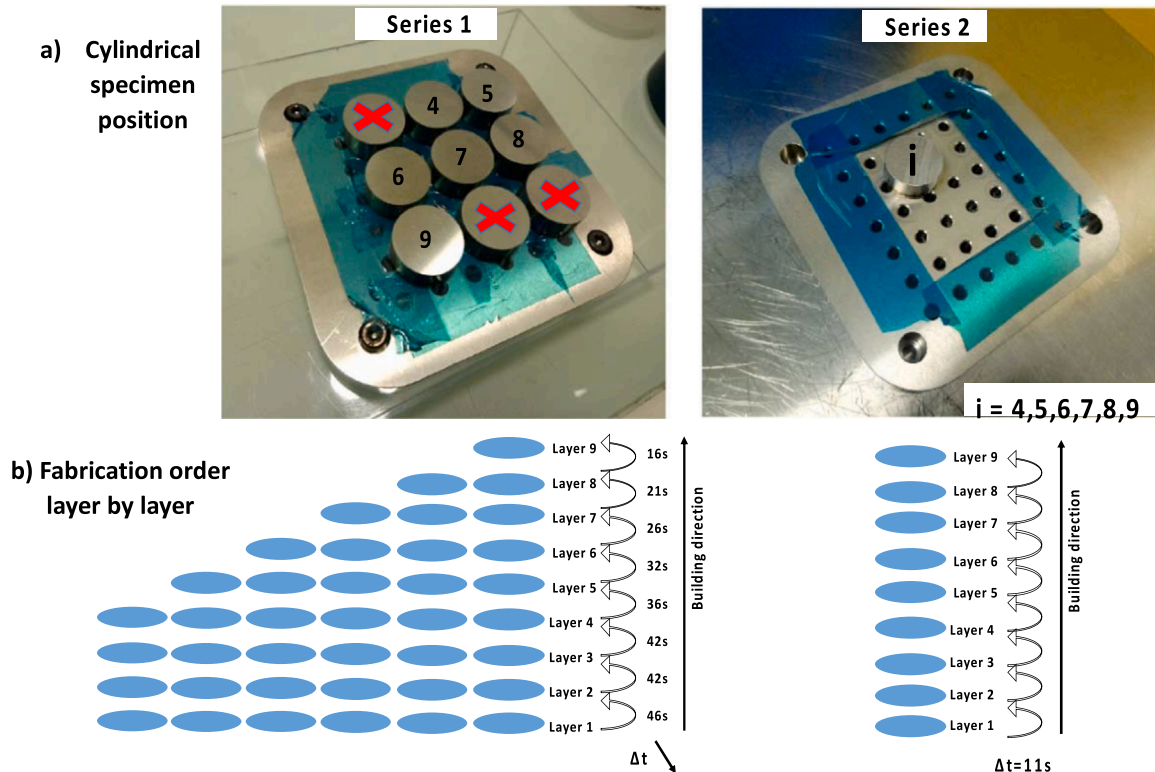 Series 1
Series 2
a) Cylindrical
specimen
position
5
4
8
7
6
9
i
i = 4,5,6,7,8,9
b) Fabrication order
layer by layer
Layer 9
16s
Layer 8
21s
Layer 7
26s
Layer 6
32s
Layer 5
36s
Layer 4
42s
Layer 3
42s
Layer 2
46s
Layer 1
Δt
Building direction
Layer 9
Layer 8
Layer 7
Layer 6
Layer 5
Layer 4
Layer 3
Layer 2
Layer 1
Δt=11s
Building direction